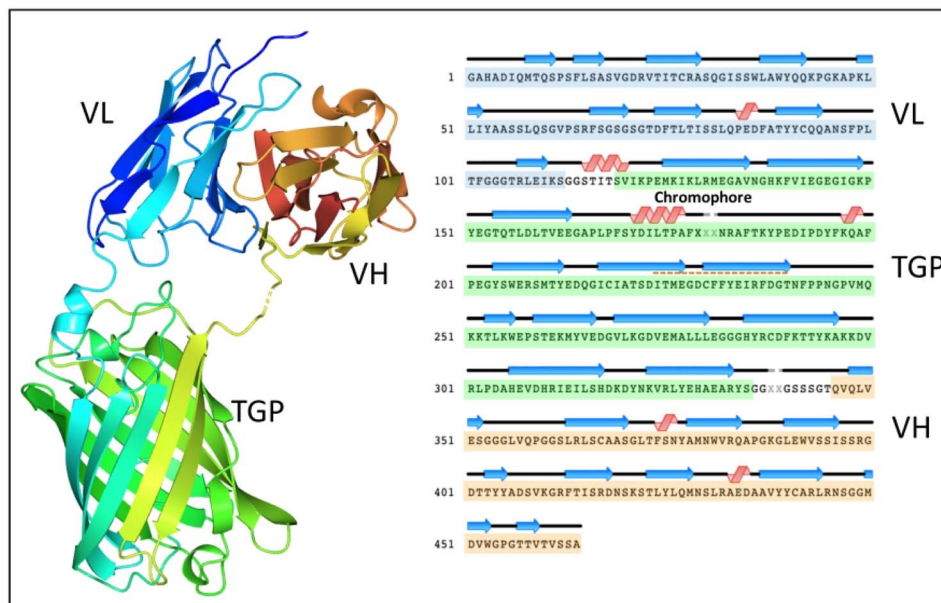 VL
VH
TGP
1 GAHADIQMTQSPSFLSASVGDRVTITCRASQGISSWLAWYQQKPGKAPKL
VL
51 LIYAASSLQSGVPSRFSGSGSGTDFTLTISSLQPEDFATYYCQQANSFPL
101 TFGGGTRLEIKSGGSTITSVIKPEMKIKLRMEGAVNGHKFVIEGEGIGKP
Chromophore
151 YEGTQTLDLTVEEGAPLPFSYDILTPAFXXXNRAFTKYPEDIPDYFKQAF
TGP
201 PEGYSWERSMTYEDQGICIATSDITMEGDCFFYEIRFDGTNFPPNGPVMQ
251 KKTLKWEPSTEKMYVEDGVLKGDVEMALLLEGGGHYRCDFKTTYKAKKDV
301 RLPDAHEVDHRIEILSHDKDYNKVRLYEHAEARYSGGXXGSSSGTQVQLV
VH
351 ESGGGLVQPGGSLRLSCAASGLTFSNYAMNWVRQAPGKGLEWVSSISSRG
401 DTTYYADSVKGRFTISRDNSKSTLYLQMNSLRAEDAAVYYCARLRNSGGM
451 DVWGPGTTVTVSSA